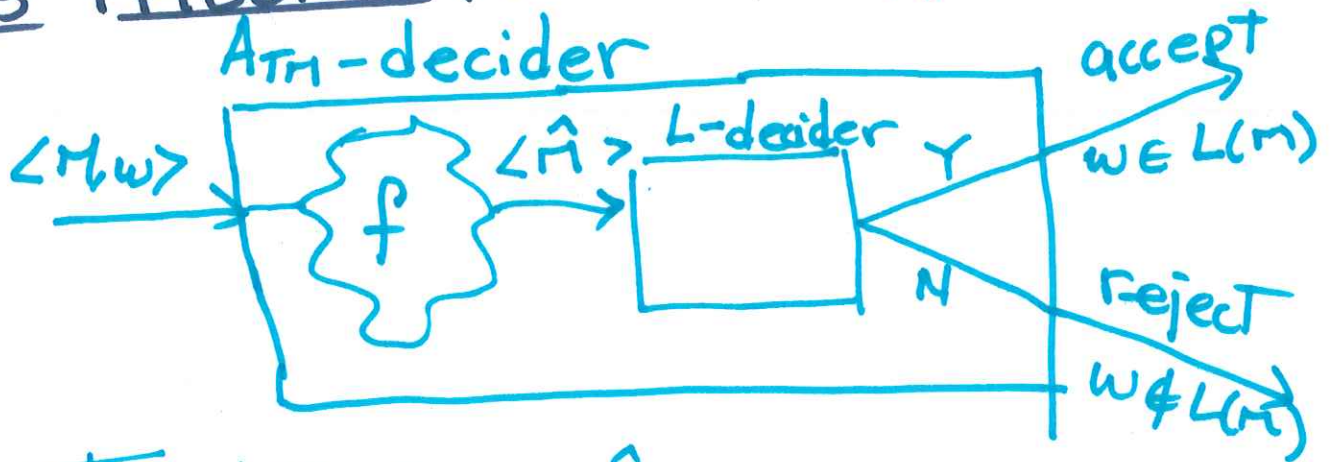 A_TM-decider
accept
<M,w>
f
<M̂>
L-decider
Y
w∈ L(M)
N
reject
w∉L(M)